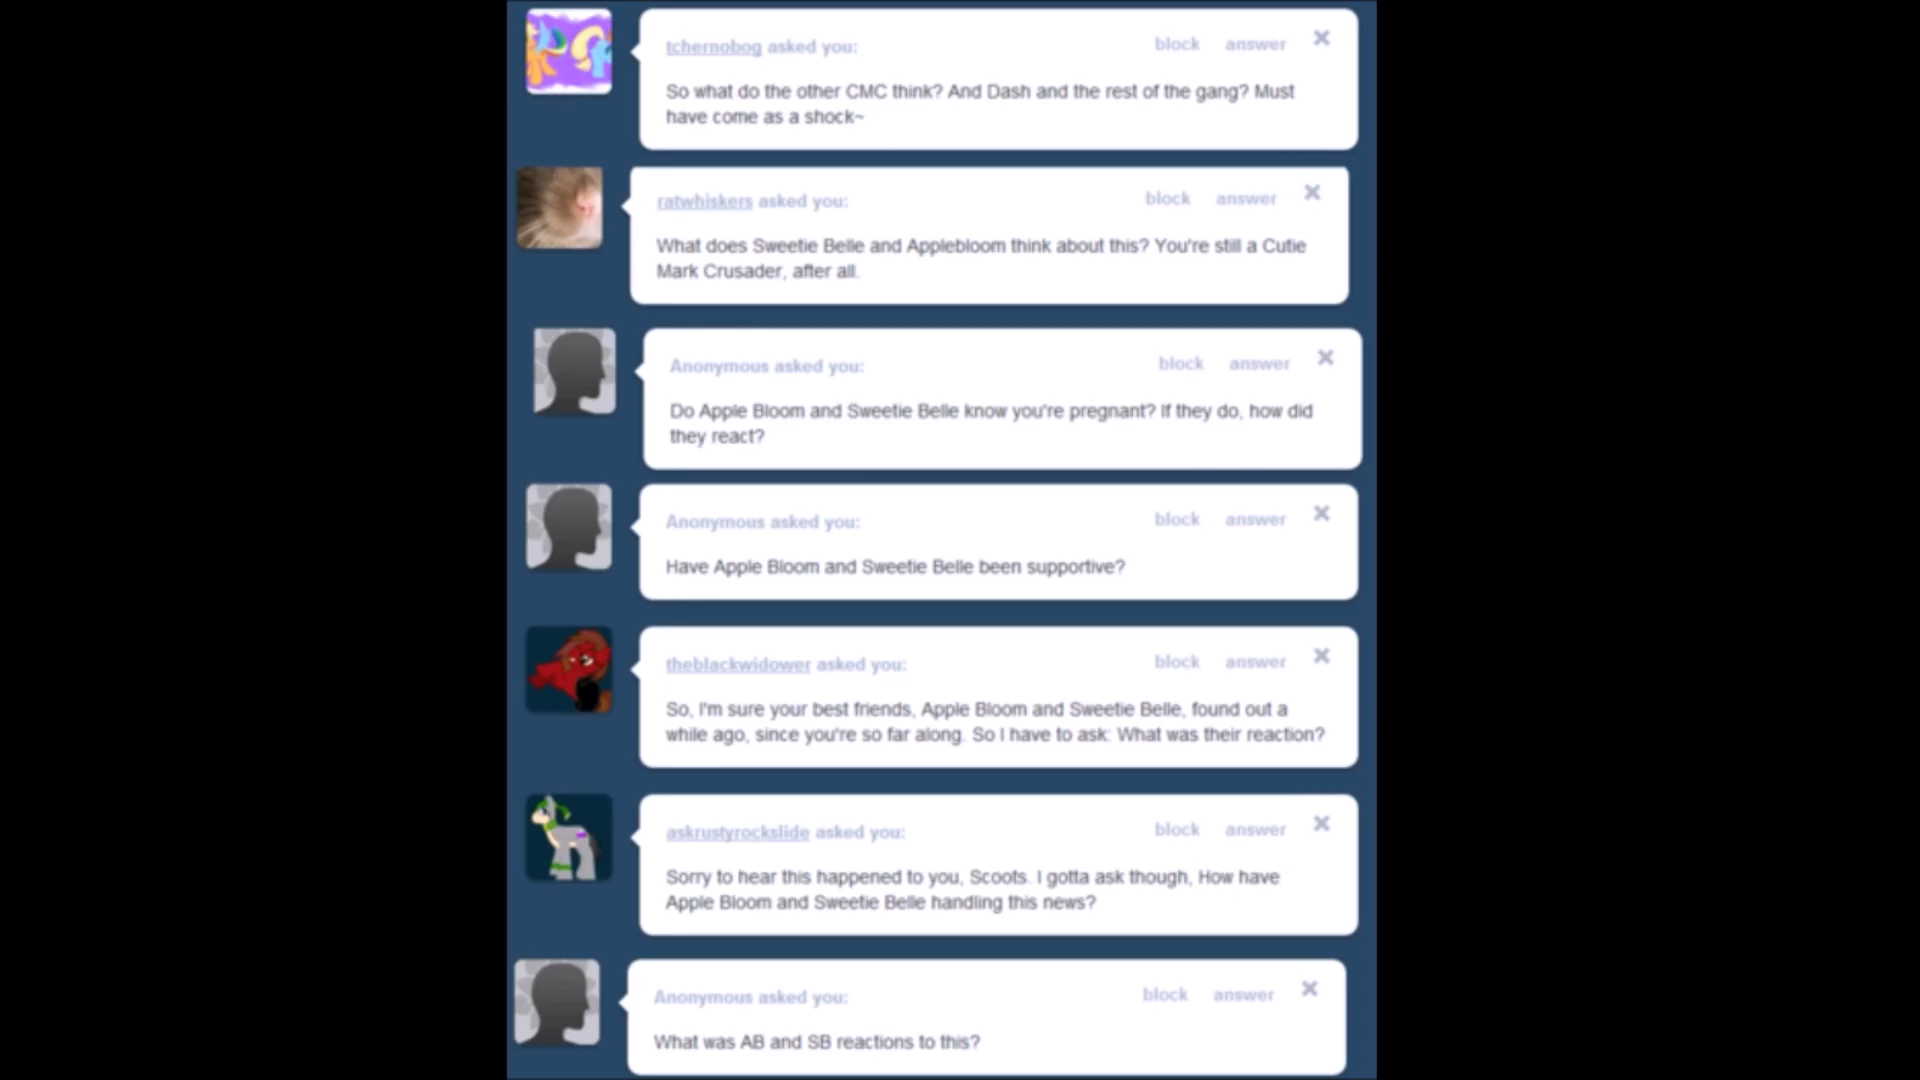 tchernobog asked you: block answer ×
So what do the other CMC think? And Dash and the rest of the gang? Must
have come as a shock~
ratwhiskers asked you: block answer ×
What does Sweetie Belle and Applebloom think about this? You're still a Cutie
Mark Crusader, after all.
Anonymous asked you: block answer ×
Do Apple Bloom and Sweetie Belle know you're pregnant? If they do, how did
they react?
Anonymous asked you: block answer ×
Have Apple Bloom and Sweetie Belle been supportive?
theblackwidower asked you: block answer ×
So, I'm sure your best friends, Apple Bloom and Sweetie Belle, found out a
while ago, since you're so far along. So I have to ask: What was their reaction?
askrustyrockslide asked you: block answer ×
Sorry to hear this happened to you, Scoots. I gotta ask though, How have
Apple Bloom and Sweetie Belle handling this news?
Anonymous asked you: block answer ×
What was AB and SB reactions to this?